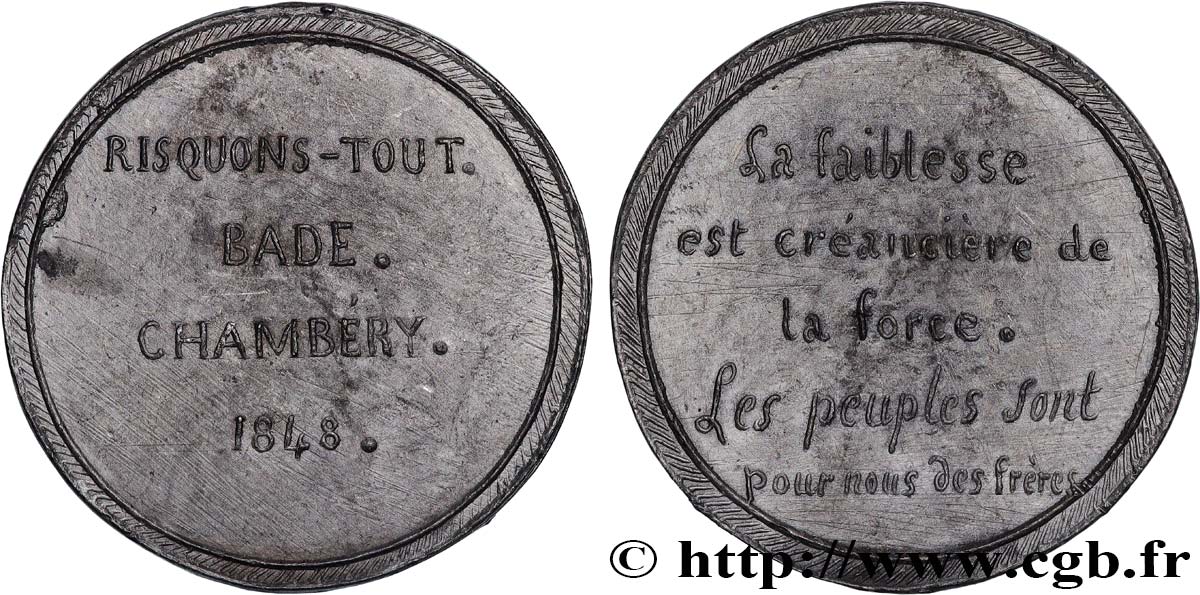 RISQUONS-TOUT.
BADE.
CHAMBÉRY.
1848.
La faiblesse
est créancière de
la force.
Les peuples sont
pour nous des frères
© http://www.cgb.fr